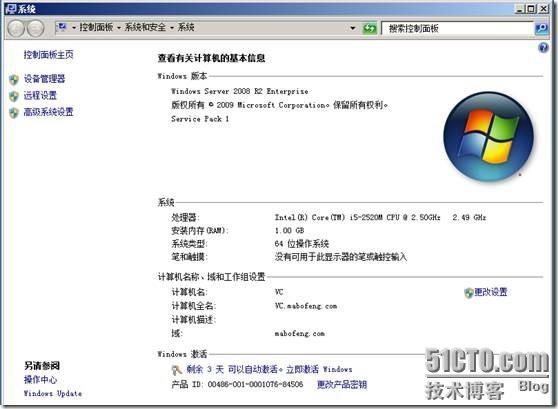 系统
控制面板 系统和安全 系统
搜索控制面板
控制面板主页
设备管理器
远程设置
高级系统设置
查看有关计算机的基本信息
Windows 版本
Windows Server 2008 R2 Enterprise
版权所有 © 2009 Microsoft Corporation。保留所有权利。
Service Pack 1
系统
处理器: Intel(R) Core(TM) i5-2520M CPU @ 2.50GHz 2.49 GHz
安装内存(RAM): 1.00 GB
系统类型: 64 位操作系统
笔和触摸: 没有可用于此显示器的笔或触控输入
计算机名称、域和工作组设置
计算机名: VC
更改设置
计算机全名: VC.mabofeng.com
计算机描述:
域: mabofeng.com
Windows 激活
剩余 3 天 可以自动激活。立即激活 Windows
产品 ID: 00486-001-0001076-84506 更改产品密钥
另请参阅
操作中心
Windows Update
51CTO.com
技术博客 Blog